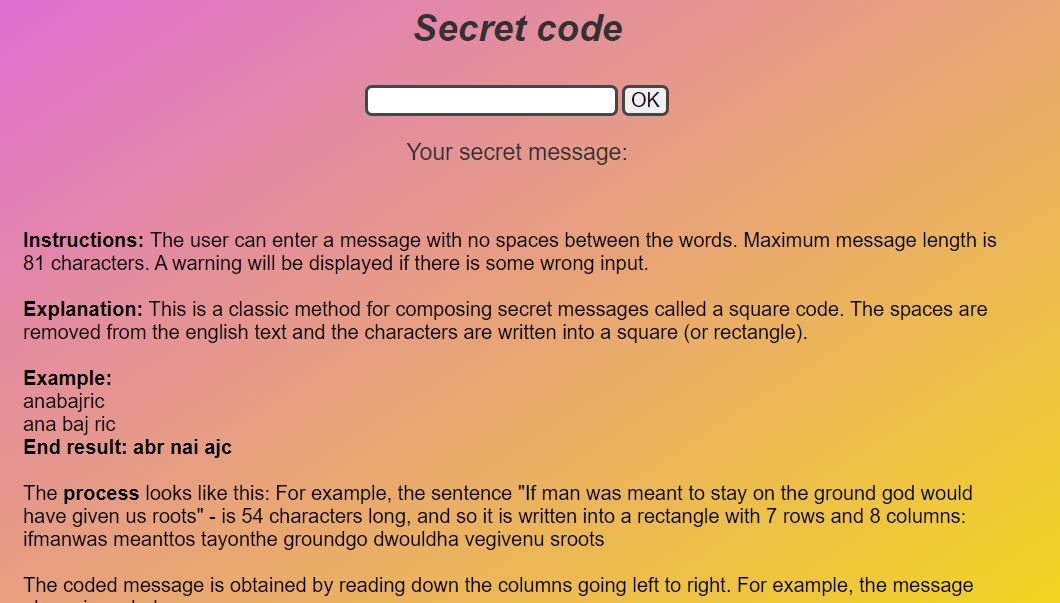 Secret code
OK
Your secret message:
Instructions: The user can enter a message with no spaces between the words. Maximum message length is
81 characters. A warning will be displayed if there is some wrong input.
Explanation: This is a classic method for composing secret messages called a square code. The spaces are
removed from the english text and the characters are written into a square (or rectangle).
Example:
anabajric
ana baj ric
End result: abr nai ajc
The process looks like this: For example, the sentence "If man was meant to stay on the ground god would
have given us roots" - is 54 characters long, and so it is written into a rectangle with 7 rows and 8 columns:
ifmanwas meanttos tayonthe groundgo dwouldha vegivenu sroots
The coded message is obtained by reading down the columns going left to right. For example, the message